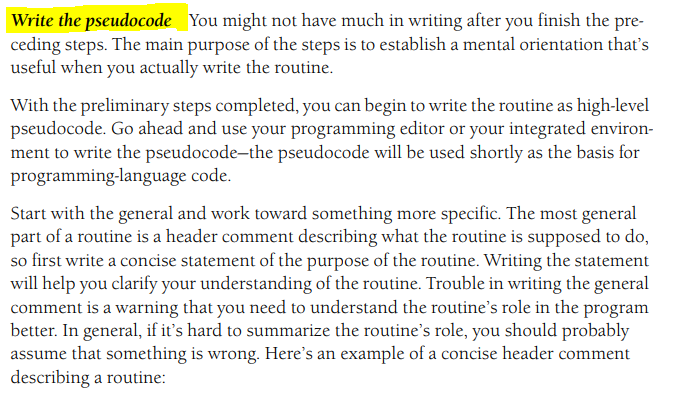 Write the pseudocode You might not have much in writing after you finish the pre-
ceding steps. The main purpose of the steps is to establish a mental orientation that’s
useful when you actually write the routine.
With the preliminary steps completed, you can begin to write the routine as high-level
pseudocode. Go ahead and use your programming editor or your integrated environ-
ment to write the pseudocode—the pseudocode will be used shortly as the basis for
programming-language code.
Start with the general and work toward something more specific. The most general
part of a routine is a header comment describing what the routine is supposed to do,
so first write a concise statement of the purpose of the routine. Writing the statement
will help you clarify your understanding of the routine. Trouble in writing the general
comment is a warning that you need to understand the routine’s role in the program
better. In general, if it’s hard to summarize the routine’s role, you should probably
assume that something is wrong. Here’s an example of a concise header comment
describing a routine: